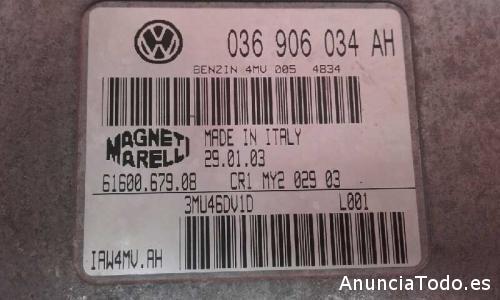 036 906 034 AH
BENZIN 4MV 005 4834
MAGNETI MARELLI
MADE IN ITALY
29.01.03
61600.679.08 CR1 MY2 029 03
3MU46DV1D L001
IAW4MV.AH
AnunciaTodo.es